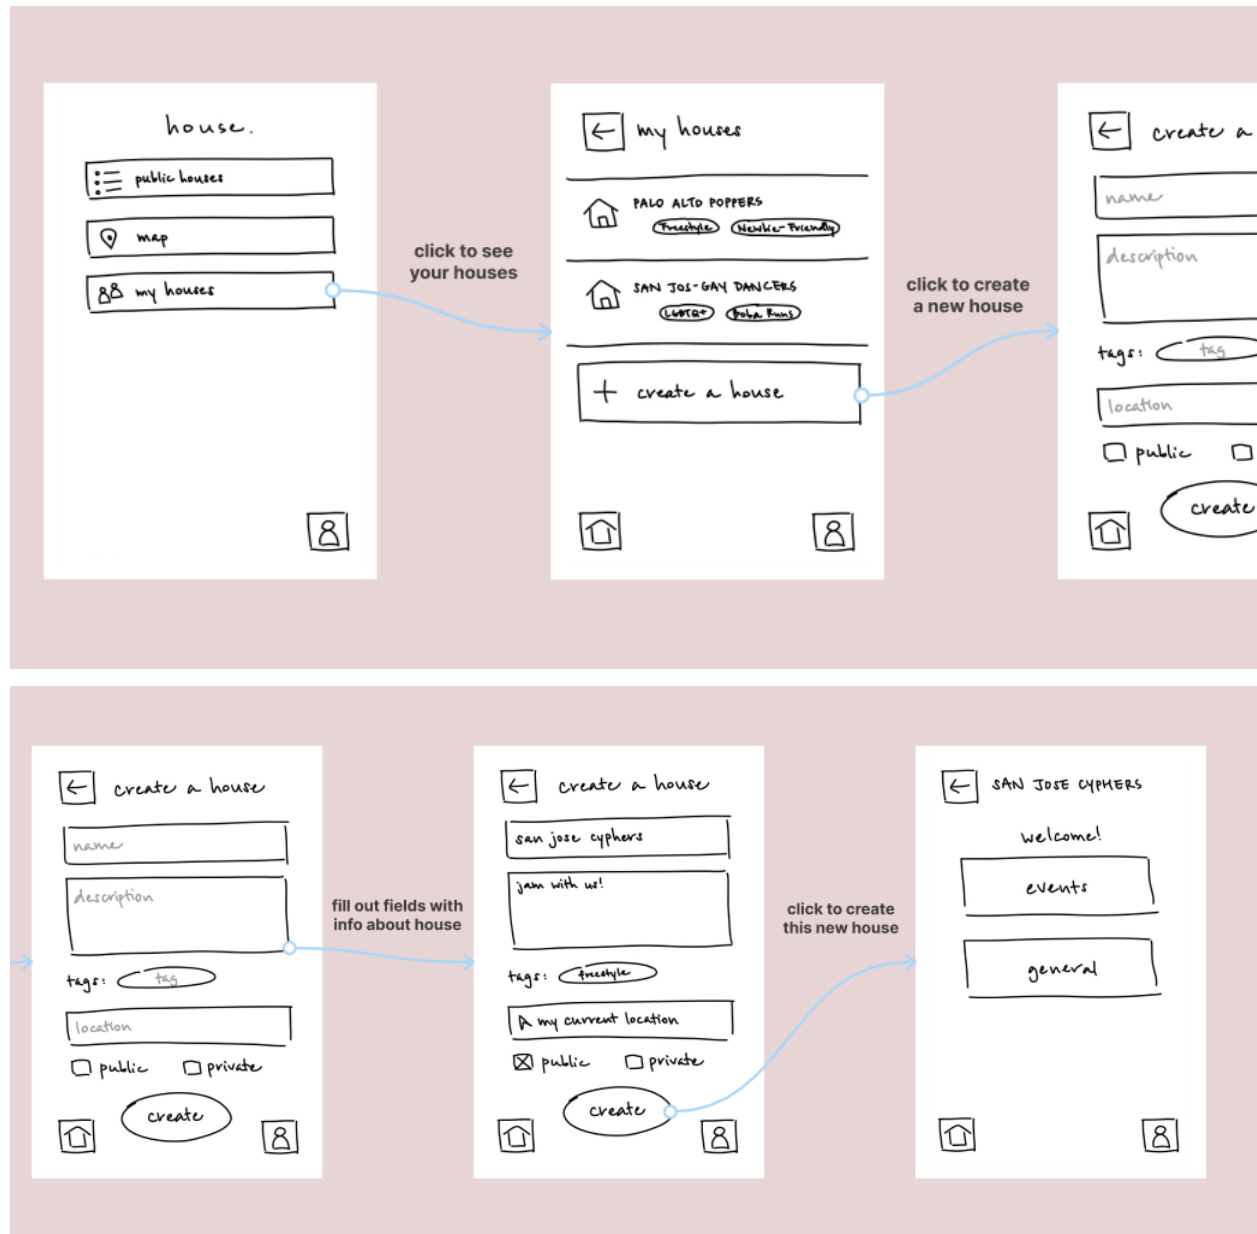 house.
public houses
map
my houses
click to see
your houses
my houses
PALO ALTO POPPERS
Freestyle
Newbie-Friendly
SAN JOS-GAY DANCERS
LGBTQ+
Boba Runs
+ create a house
click to create
a new house
create a
name
description
tags: tag
location
public
create
create a house
name
description
tags: tag
location
public
private
create
fill out fields with
info about house
create a house
san jose cyphers
jam with us!
tags: freestyle
my current location
public
private
create
click to create
this new house
SAN JOSE CYPHERS
welcome!
events
general